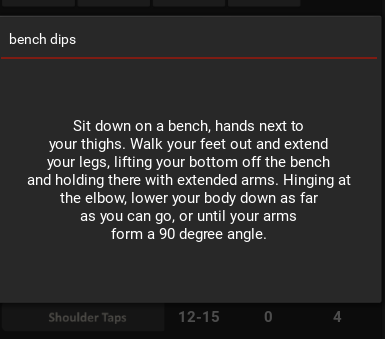 bench dips
Sit down on a bench, hands next to
your thighs. Walk your feet out and extend
your legs, lifting your bottom off the bench
and holding there with extended arms. Hinging at
the elbow, lower your body down as far
as you can go, or until your arms
form a 90 degree angle.
Shoulder Taps 12-15 0 4